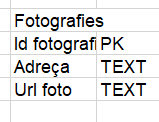 Fotografies
Id fotografi PK
Adreça TEXT
Url foto TEXT